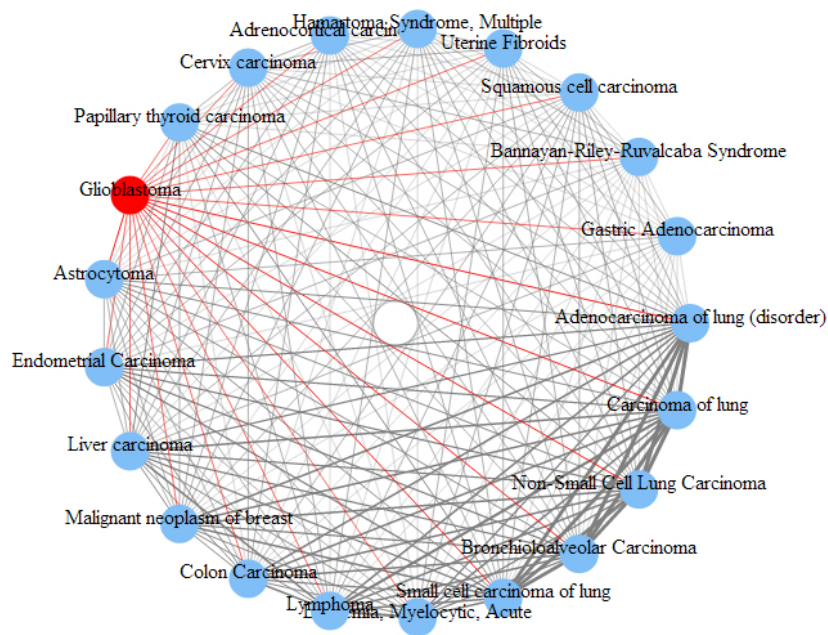 Hamartoma Syndrome, Multiple
Adrenocortical carcin
Uterine Fibroids
Cervix carcinoma
Squamous cell carcinoma
Papillary thyroid carcinoma
Bannayan-Riley-Ruvalcaba Syndrome
Glioblastoma
Gastric Adenocarcinoma
Astrocytoma
Adenocarcinoma of lung (disorder)
Endometrial Carcinoma
Carcinoma of lung
Liver carcinoma
Non-Small Cell Lung Carcinoma
Malignant neoplasm of breast
Bronchioloalveolar Carcinoma
Colon Carcinoma
Small cell carcinoma of lung
Lymphoma
Myelocytic, Acute